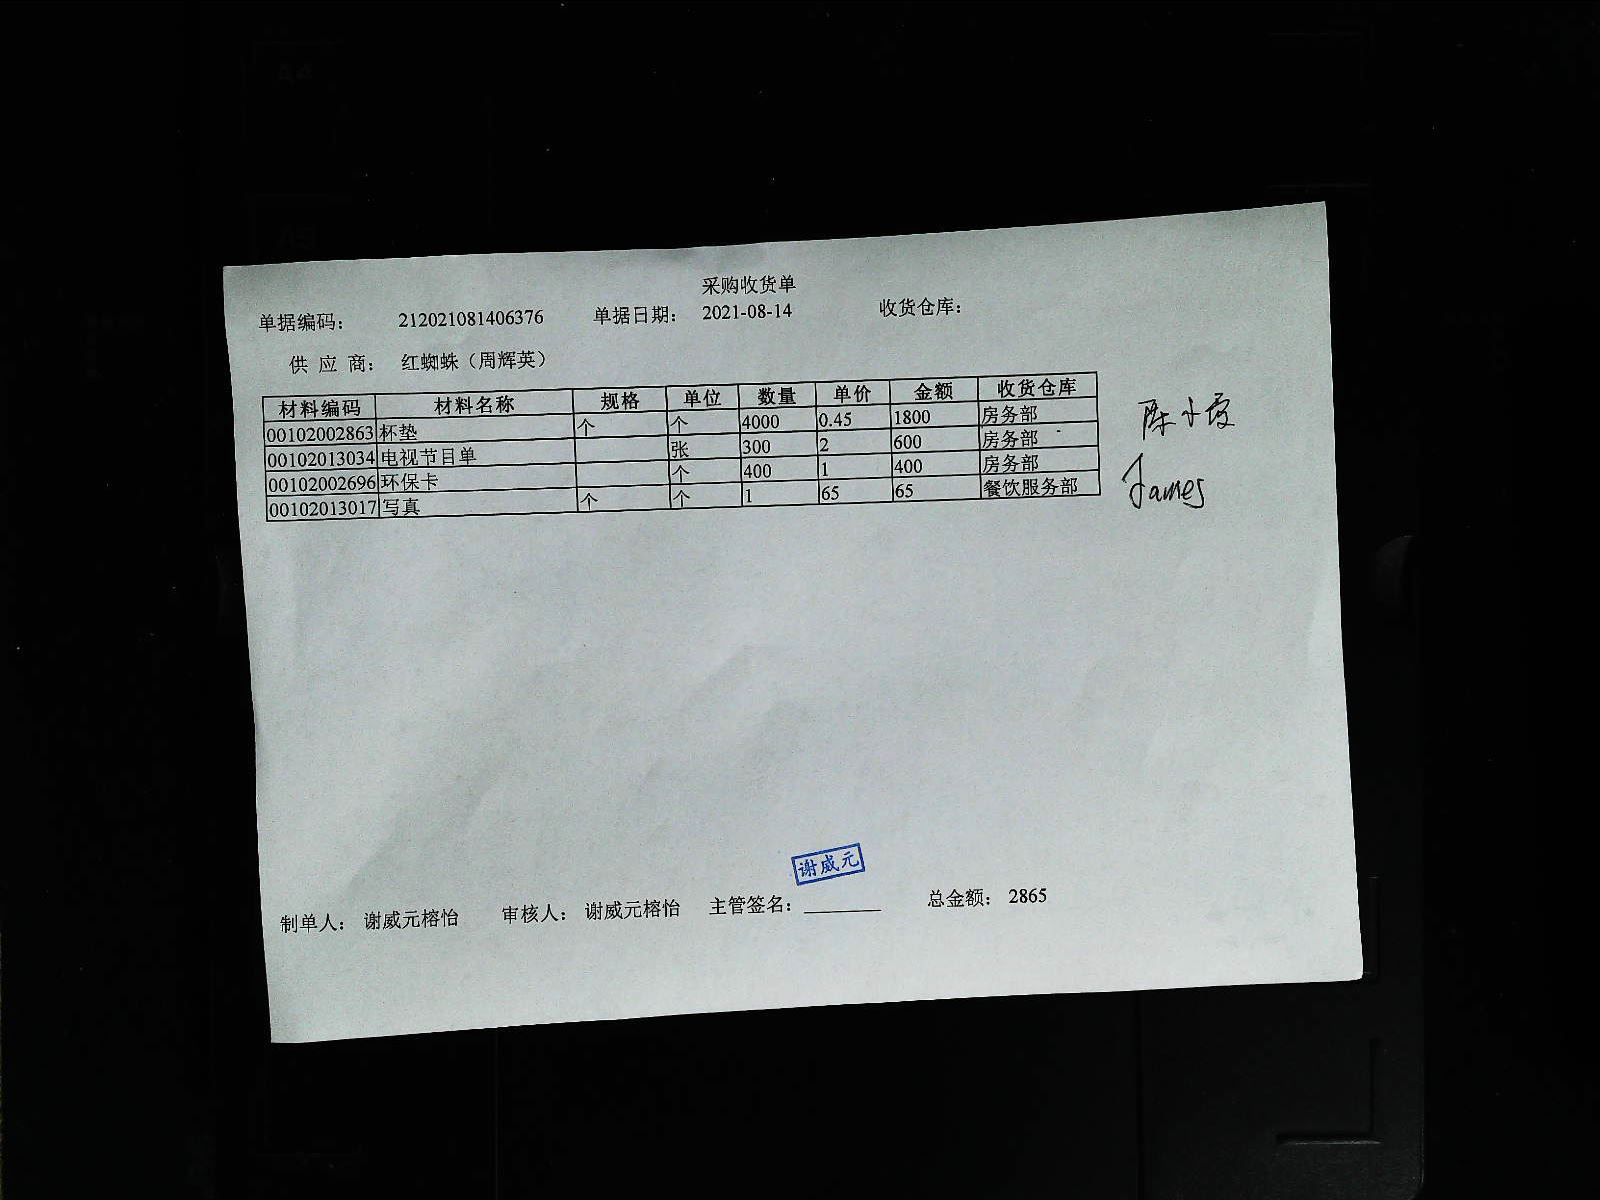 采购收货单
单据编码： 212021081406376 单据日期： 2021-08-14 收货仓库：
供 应 商： 红蜘蛛（周辉英）
材料编码 材料名称 规格 单位 数量 单价 金额 收货仓库
00102002863 杯垫 个 个 4000 0.45 1800 房务部
00102013034 电视节目单 张 300 2 600 房务部
00102002696 环保卡 个 400 1 400 房务部
00102013017 写真 个 个 1 65 65 餐饮服务部
陈小霞
James
谢威元
制单人： 谢威元榕怡 审核人： 谢威元榕怡 主管签名：________ 总金额： 2865